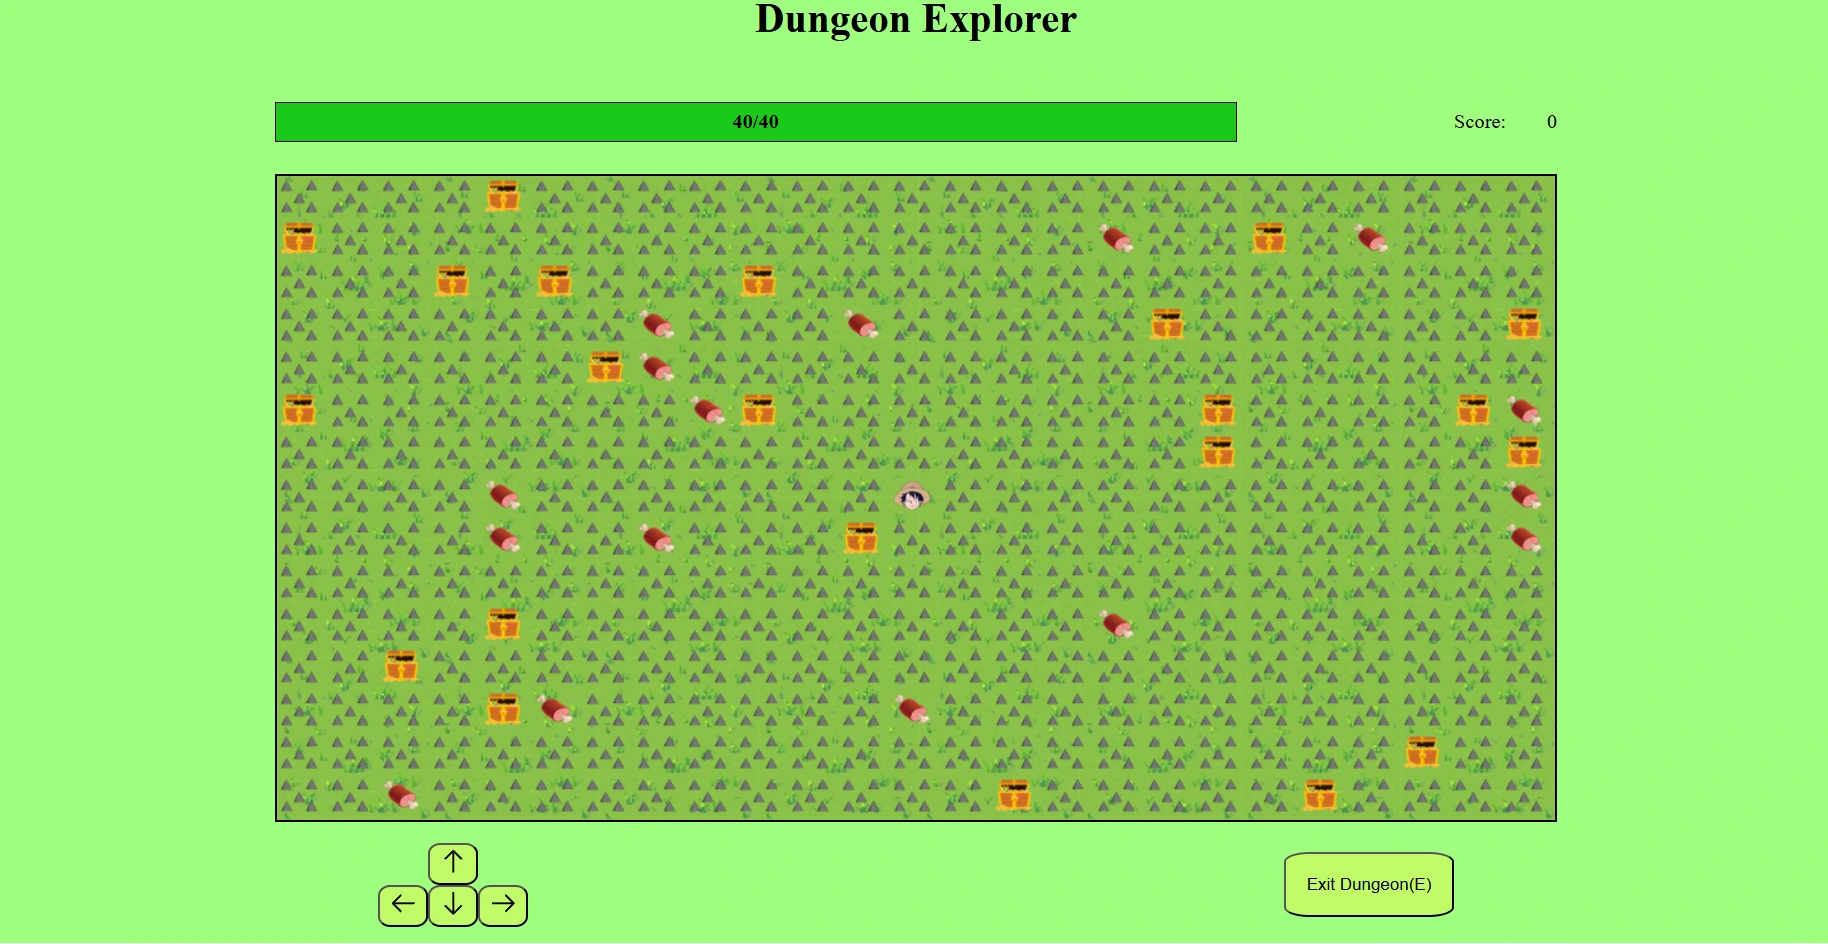 Dungeon Explorer
40/40
Score: 0
↑
← ↓ →
Exit Dungeon(E)